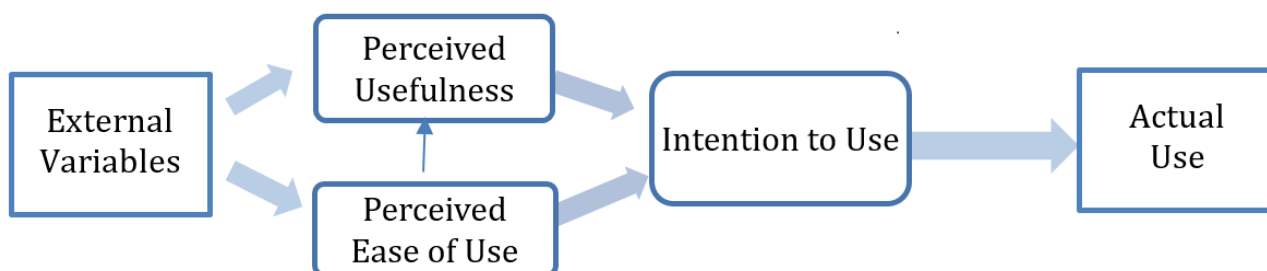 External
Variables
Perceived
Usefulness
Perceived
Ease of Use
Intention to Use
Actual
Use